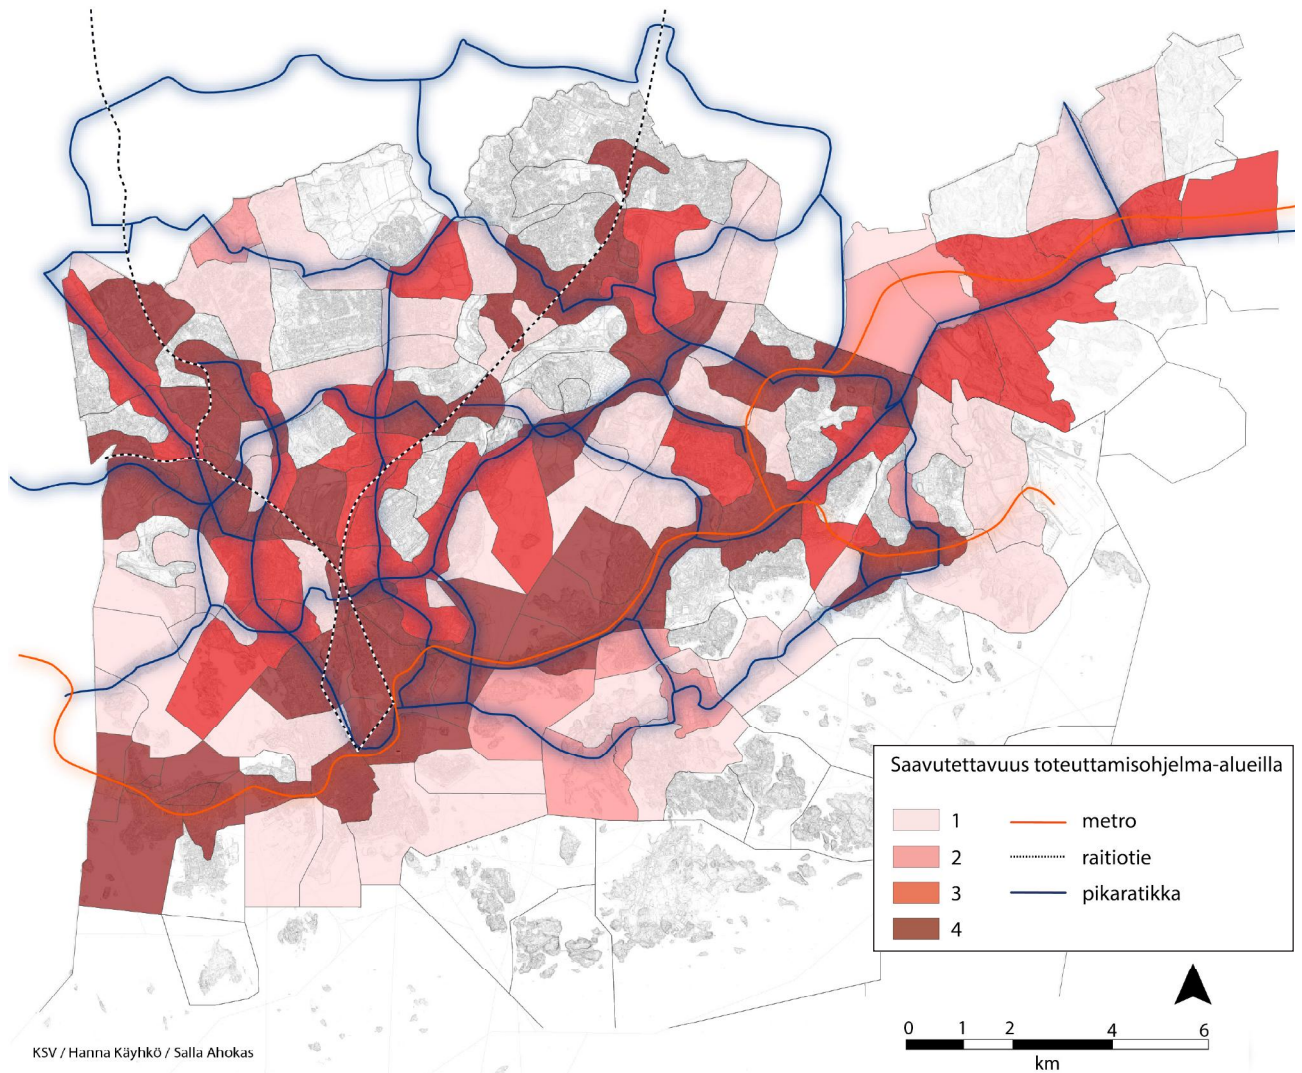 Saavutettavuus toteuttamisohjelma-alueilla
1 metro
2 raitiotie
3 pikaratikka
4
0 1 2 4 6
km
KSV / Hanna Käyhkö / Salla Ahokas